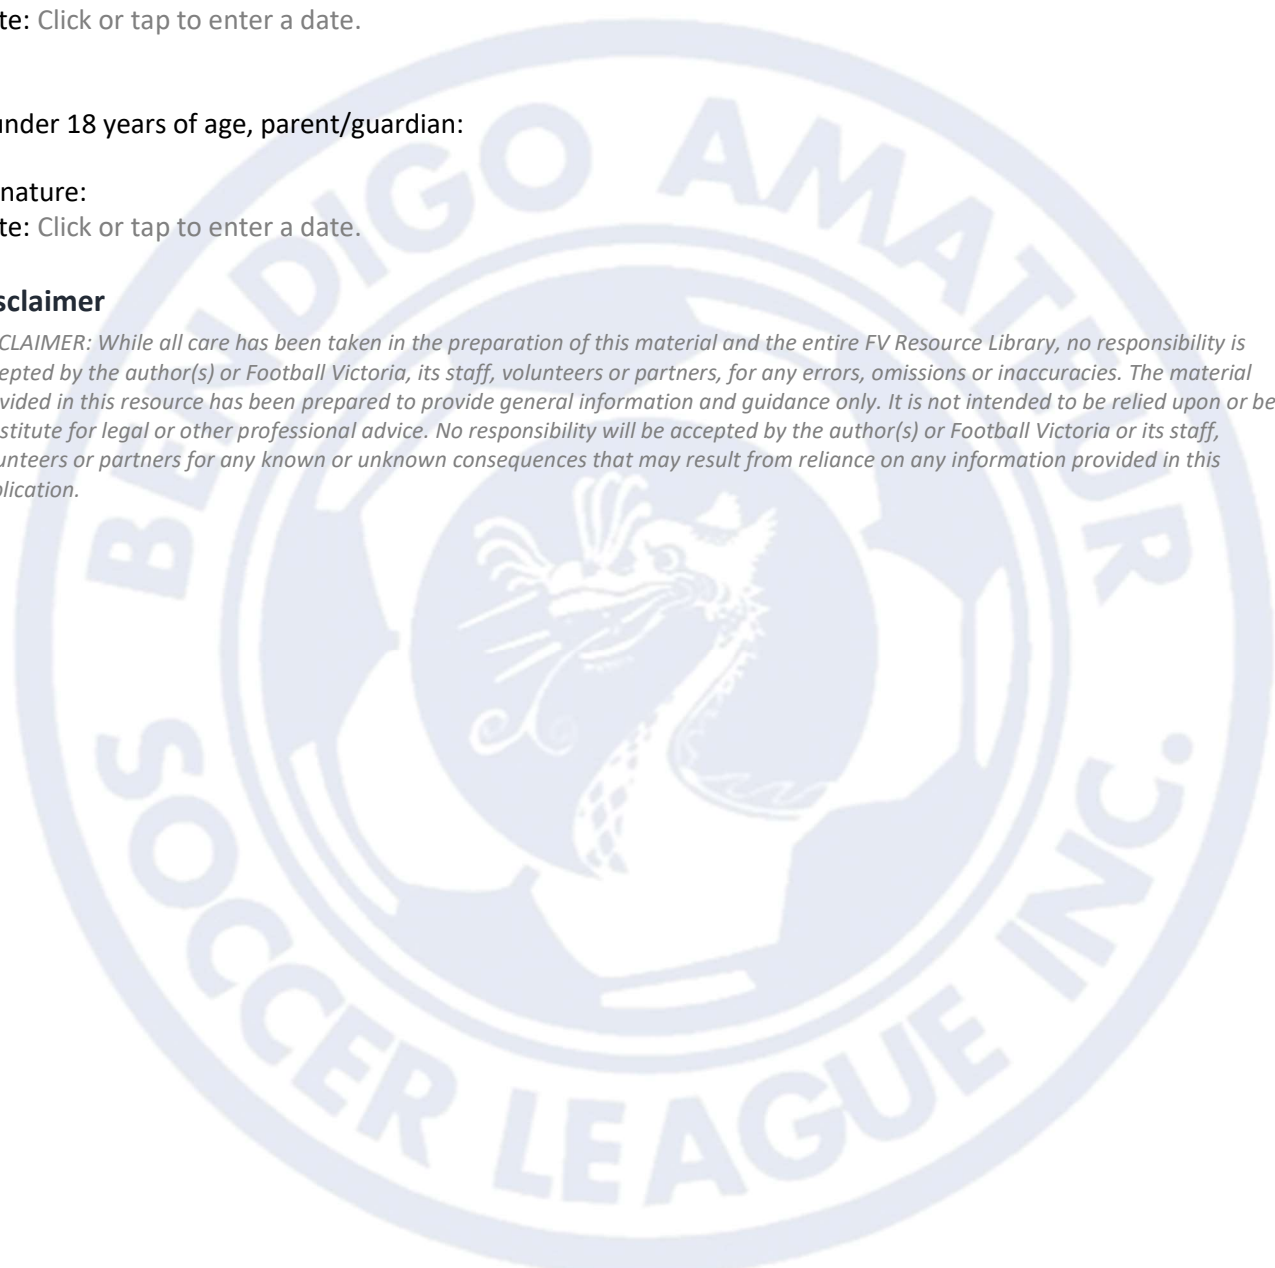 te: Click or tap to enter a date.
under 18 years of age, parent/guardian:
nature:
te: Click or tap to enter a date.
sclaimer
CLAIMER: While all care has been taken in the preparation of this material and the entire FV Resource Library, no responsibility is
epted by the author(s) or Football Victoria, its staff, volunteers or partners, for any errors, omissions or inaccuracies. The material
vided in this resource has been prepared to provide general information and guidance only. It is not intended to be relied upon or be
stitute for legal or other professional advice. No responsibility will be accepted by the author(s) or Football Victoria or its staff,
unteers or partners for any known or unknown consequences that may result from reliance on any information provided in this
lication.
BENDIGO AMATEUR
SOCCER LEAGUE INC.